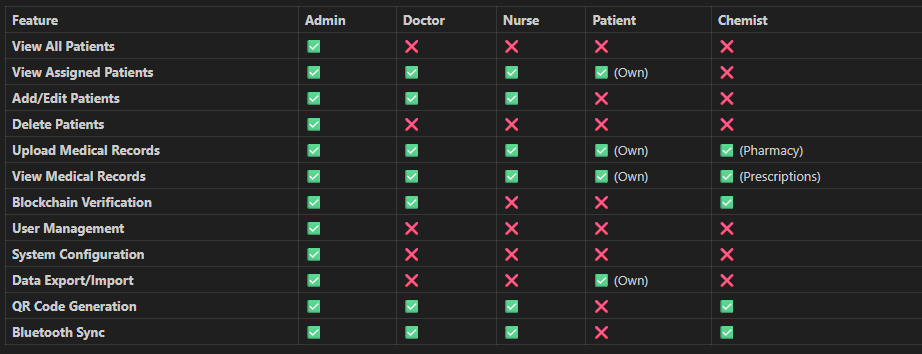 Feature Admin Doctor Nurse Patient Chemist
View All Patients ✅ ❌ ❌ ❌ ❌
View Assigned Patients ✅ ✅ ✅ ✅ (Own) ❌
Add/Edit Patients ✅ ✅ ✅ ❌ ❌
Delete Patients ✅ ❌ ❌ ❌ ❌
Upload Medical Records ✅ ✅ ✅ ✅ (Own) ✅ (Pharmacy)
View Medical Records ✅ ✅ ✅ ✅ (Own) ✅ (Prescriptions)
Blockchain Verification ✅ ✅ ❌ ❌ ✅
User Management ✅ ❌ ❌ ❌ ❌
System Configuration ✅ ❌ ❌ ❌ ❌
Data Export/Import ✅ ❌ ❌ ✅ (Own) ❌
QR Code Generation ✅ ✅ ✅ ❌ ✅
Bluetooth Sync ✅ ✅ ✅ ❌ ✅